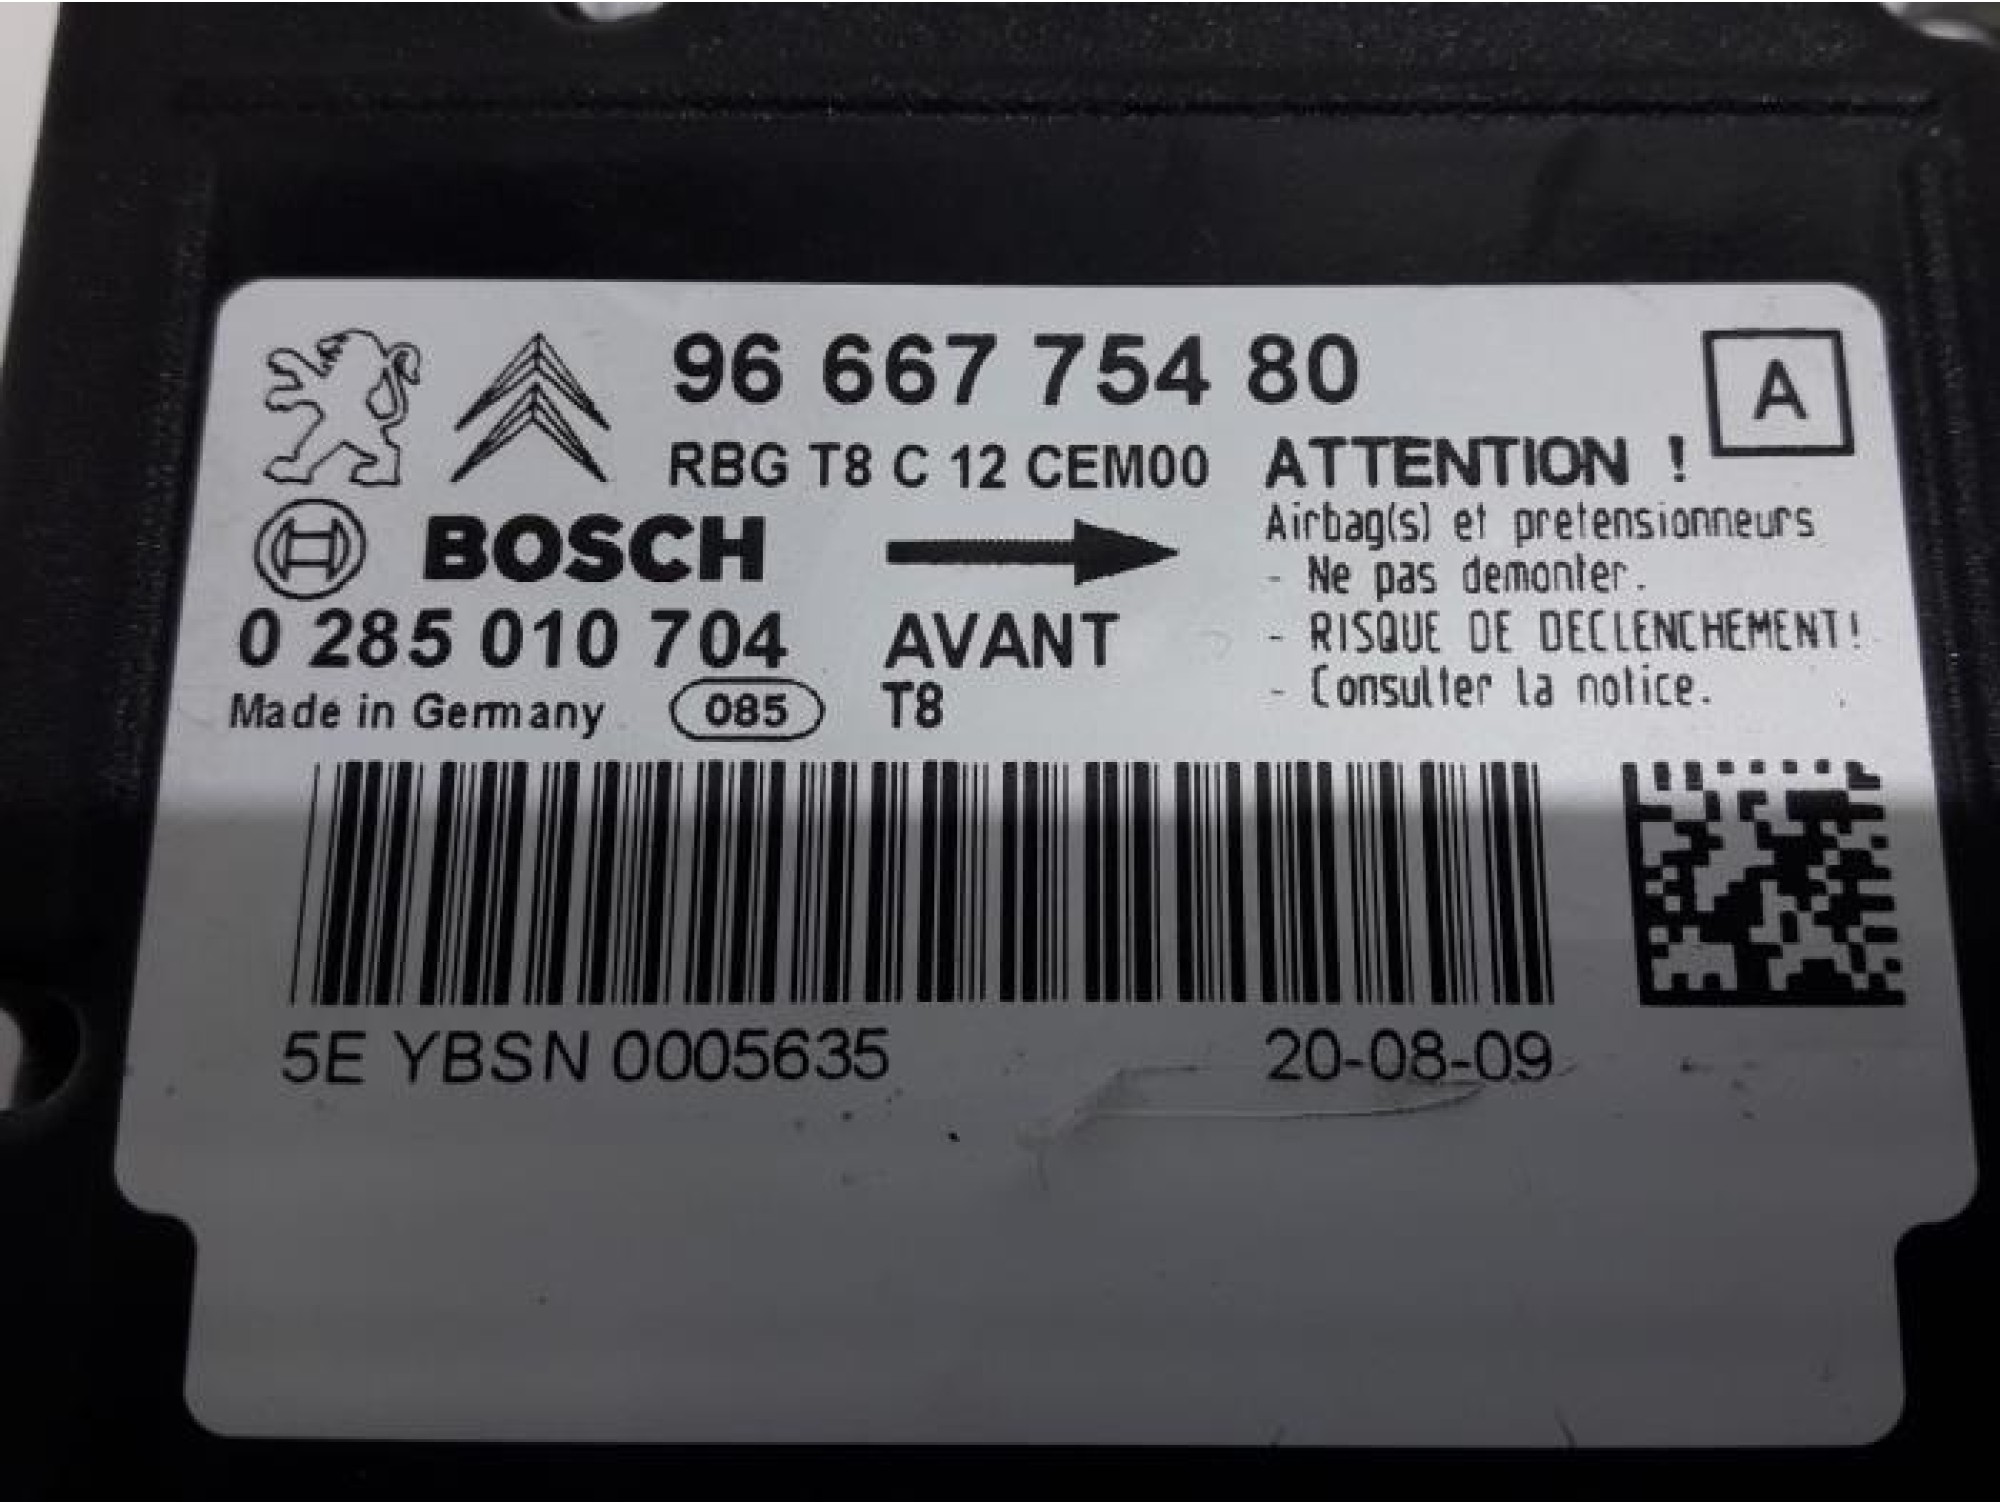 96 667 754 80
A
RBG T8 C 12 CEM00
ATTENTION !
Airbag(s) et pretensionneurs
- Ne pas demonter.
- RISQUE DE DECLENCHEMENT!
- Consulter la notice.
BOSCH
0 285 010 704
AVANT
Made in Germany
085
T8
5E YBSN 0005635
20-08-09